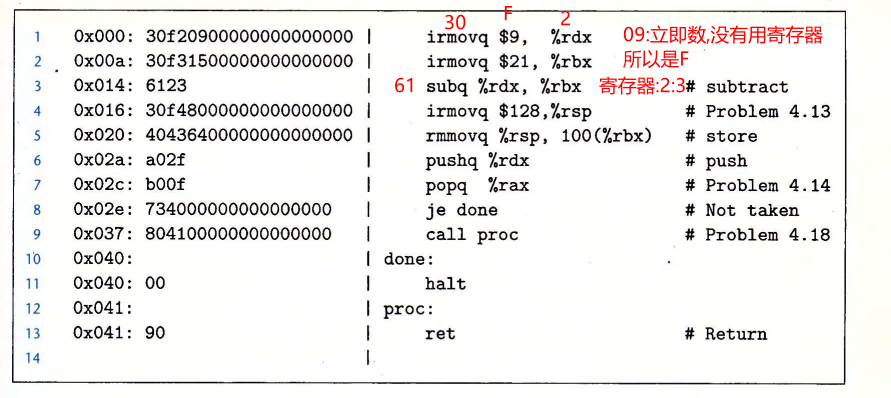 30 F 2
1 0x000: 30f20900000000000000 | irmovq $9, %rdx 09:立即数,没有用寄存器
2 0x00a: 30f31500000000000000 | irmovq $21, %rbx 所以是F
3 0x014: 6123 | 61 subq %rdx, %rbx 寄存器:2:3 # subtract
4 0x016: 30f48000000000000000 | irmovq $128,%rsp # Problem 4.13
5 0x020: 40436400000000000000 | rmmovq %rsp, 100(%rbx) # store
6 0x02a: a02f | pushq %rdx # push
7 0x02c: b00f | popq %rax # Problem 4.14
8 0x02e: 734000000000000000 | je done # Not taken
9 0x037: 804100000000000000 | call proc # Problem 4.18
10 0x040: | done:
11 0x040: 00 | halt
12 0x041: | proc:
13 0x041: 90 | ret # Return
14 |